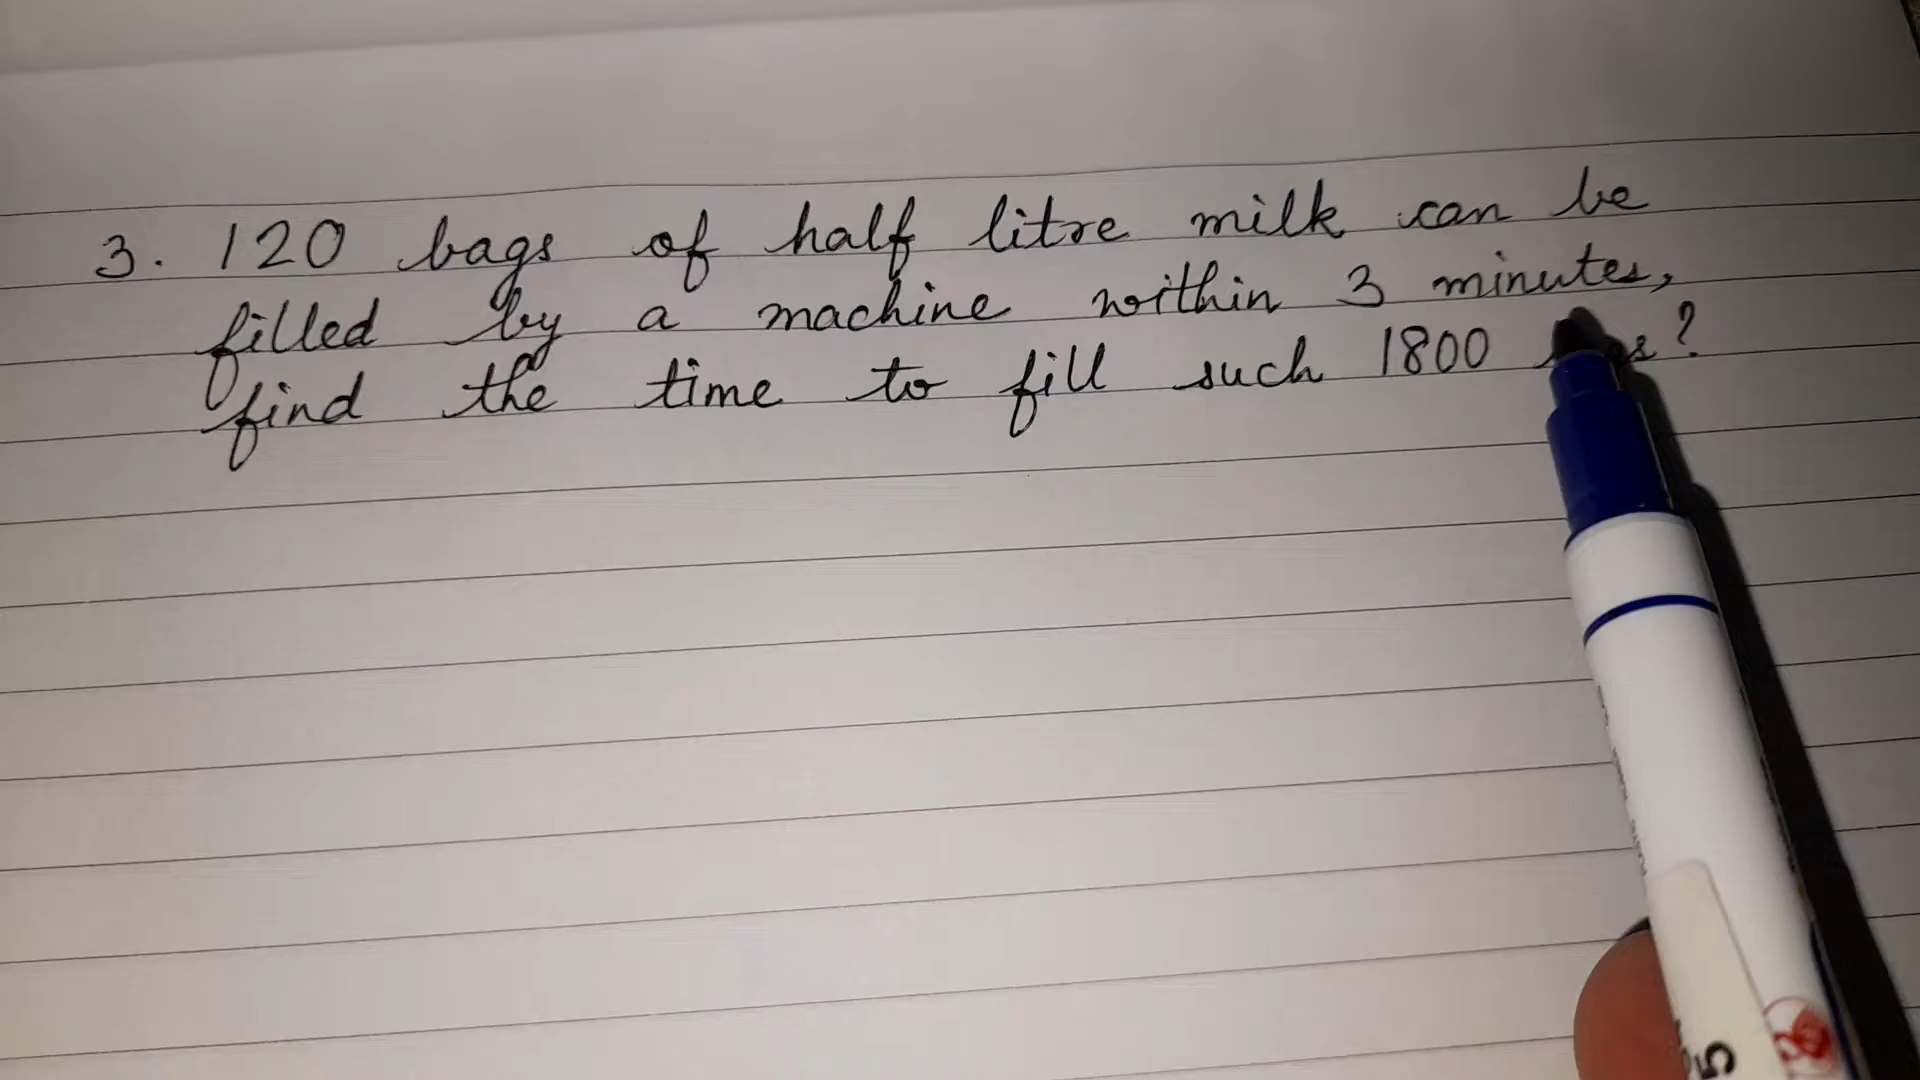 3. 120 bags of half litre milk can be
filled by a machine within 3 minutes,
find the time to fill such 1800 ?
5